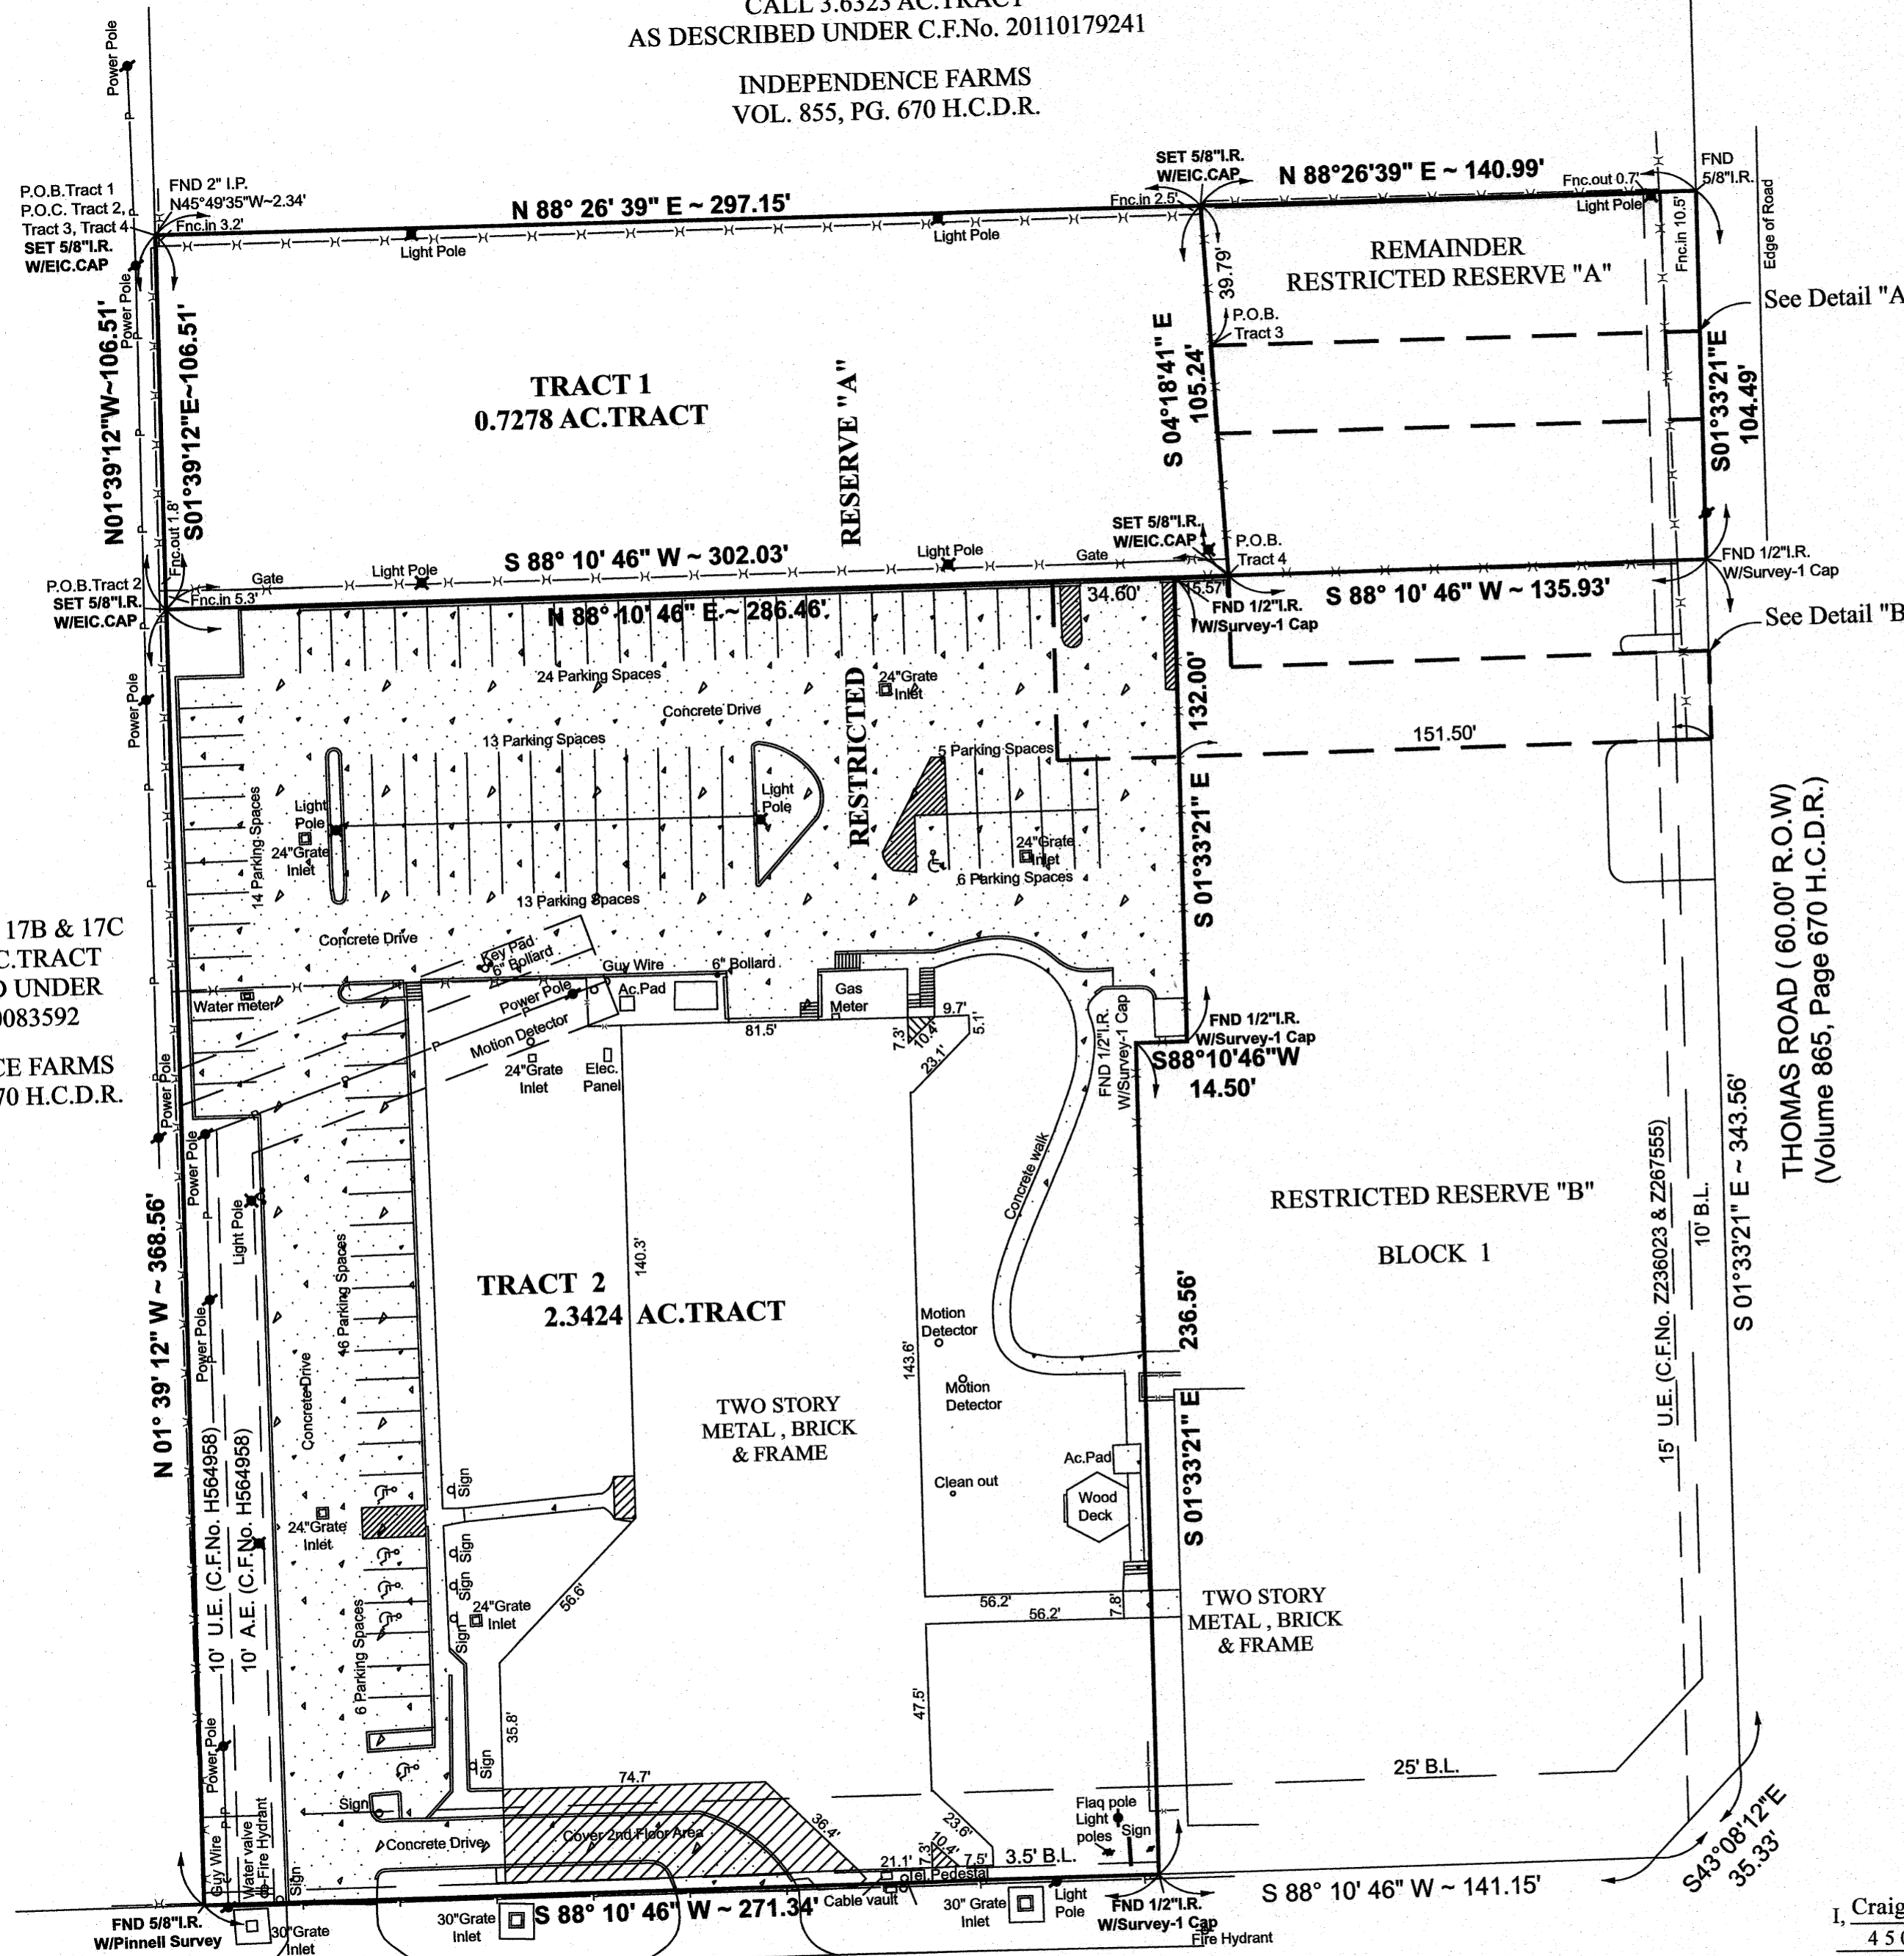 CALL 3.6323 AC.TRACT
AS DESCRIBED UNDER C.F.No. 20110179241
INDEPENDENCE FARMS
VOL. 855, PG. 670 H.C.D.R.
Power Pole
P.O.B.Tract 1
P.O.C. Tract 2,
Tract 3, Tract 4
SET 5/8"I.R.
W/EIC.CAP
FND 2" I.P.
N45°49'35"W~2.34'
Fnc.in 3.2'
N 88° 26' 39" E ~ 297.15'
Light Pole
Light Pole
SET 5/8"I.R.
W/EIC.CAP
Fnc.in 2.5'
N 88°26'39" E ~ 140.99'
Fnc.out 0.7'
Light Pole
FND
5/8"I.R.
Fnc.in 10.5'
Edge of Road
REMAINDER
RESTRICTED RESERVE "A"
See Detail "A
39.79'
P.O.B.
Tract 3
S 04°18'41" E
105.24'
S01°33'21"E
104.49'
Power Pole
N01°39'12"W~106.51'
S01°39'12"E~106.51'
Fnc.out 1.8'
TRACT 1
0.7278 AC.TRACT
RESERVE "A"
RESTRICTED
P.O.B.Tract 2
SET 5/8"I.R.
W/EIC.CAP
Gate
Fnc.in 5.3'
Light Pole
S 88° 10' 46" W ~ 302.03'
Light Pole
Gate
SET 5/8"I.R.
W/EIC.CAP
P.O.B.
Tract 4
FND 1/2"I.R.
W/Survey-1 Cap
N 88° 10' 46" E ~ 286.46'
34.60'
15.57'
FND 1/2"I.R.
W/Survey-1 Cap
S 88° 10' 46" W ~ 135.93'
See Detail "B
Power Pole
24 Parking Spaces
24"Grate
Inlet
Concrete Drive
132.00'
S 01°33'21" E
151.50'
13 Parking Spaces
5 Parking Spaces
14 Parking Spaces
Light
Pole
24"Grate
Inlet
Light
Pole
24"Grate
Inlet
6 Parking Spaces
13 Parking Spaces
THOMAS ROAD ( 60.00' R.O.W)
(Volume 865, Page 670 H.C.D.R.)
17B & 17C
C.TRACT
D UNDER
0083592
CE FARMS
70 H.C.D.R.
Concrete Drive
Key Pad
6" Bollard
Guy Wire
6" Bollard
Water meter
Power Pole
Ac.Pad
Gas
Meter
Motion Detector
81.5'
9.7'
5.1'
7.3'
10.4'
23.1'
24"Grate
Inlet
Elec.
Panel
FND 1/2"I.R.
W/Survey-1 Cap
FND 1/2"I.R.
W/Survey-1 Cap
S88°10'46"W
14.50'
Power Pole
Power Pole
Light Pole
N 01° 39' 12" W ~ 368.56'
Concrete walk
RESTRICTED RESERVE "B"
BLOCK 1
15' U.E. (C.F.No. Z236023 & Z267555)
10' B.L.
S 01°33'21" E ~ 343.56'
140.3'
TRACT 2
2.3424 AC.TRACT
16 Parking Spaces
Power Pole
Concrete Drive
Motion
Detector
143.6'
Motion
Detector
236.56'
S 01°33'21" E
TWO STORY
METAL , BRICK
& FRAME
10' U.E. (C.F.No. H564958)
10' A.E. (C.F.No. H564958)
Ac.Pad
Clean out
Wood
Deck
Sign
24"Grate
Inlet
Sign
Sign
24"Grate
Inlet
Sign
56.6'
56.2'
56.2'
7.8'
TWO STORY
METAL , BRICK
& FRAME
6 Parking Spaces
35.8'
47.5'
Power Pole
Sign
74.7'
25' B.L.
Sign
Concrete Drive
Cover 2nd Floor Area
36.4'
23.6'
7.3'
10.4'
21.1'
7.5'
3.5' B.L.
Flaq pole
Light
poles
Sign
Guy Wire
Water valve
Fire Hydrant
Sign
Tel.Pedestal
Cable vault
S43°08'12"E
35.33'
FND 5/8"I.R.
W/Pinnell Survey
30"Grate
Inlet
30"Grate
Inlet
S 88° 10' 46" W ~ 271.34'
30" Grate
Inlet
Light
Pole
FND 1/2"I.R.
W/Survey-1 Cap
Fire Hydrant
S 88° 10' 46" W ~ 141.15'
I, Craig
4 5